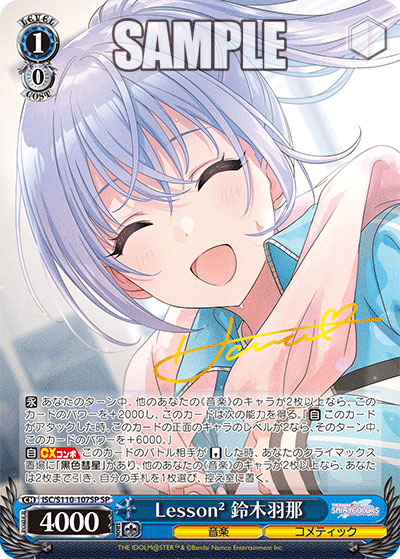 LEVEL
1
0
COST
SAMPLE
Hana
永 あなたのターン中、他のあなたの《音楽》のキャラが2枚以上なら、このカードのパワーを+2000し、このカードは次の能力を得る。『自 このカードがアタックした時、このカードの正面のキャラのレベルが2なら、そのターン中、このカードのパワーを+6000。』
自 CXコンボ このカードのバトル相手が した時、あなたのクライマックス置場に「黒色彗星」があり、他のあなたの《音楽》のキャラが2枚以上なら、あなたは2枚まで引き、自分の手札を1枚選び、控え室に置く。
CH ISC/S110-107SP SP
POWER
4000
Lesson² 鈴木羽那
音楽
コメティック
SHINYCOLORS
THE IDOLM@STER™&©Bandai Namco Entertainment Inc.